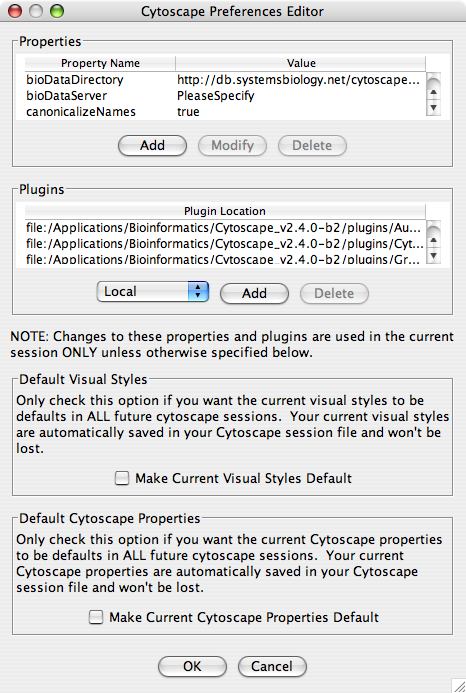 Cytoscape Preferences Editor
Properties
Property Name Value
bioDataDirectory http://db.systemsbiology.net/cytoscape...
bioDataServer PleaseSpecify
canonicalizeNames true
Add Modify Delete
Plugins
Plugin Location
file:/Applications/Bioinformatics/Cytoscape_v2.4.0-b2/plugins/Au...
file:/Applications/Bioinformatics/Cytoscape_v2.4.0-b2/plugins/Cyt...
file:/Applications/Bioinformatics/Cytoscape_v2.4.0-b2/plugins/Gr...
Local Add Delete
NOTE: Changes to these properties and plugins are used in the current
session ONLY unless otherwise specified below.
Default Visual Styles
Only check this option if you want the current visual styles to be
defaults in ALL future cytoscape sessions. Your current visual styles
are automatically saved in your Cytoscape session file and won't be
lost.
Make Current Visual Styles Default
Default Cytoscape Properties
Only check this option if you want the current Cytoscape properties
to be defaults in ALL future cytoscape sessions. Your current
Cytoscape properties are automatically saved in your Cytoscape
session file and won't be lost.
Make Current Cytoscape Properties Default
OK Cancel